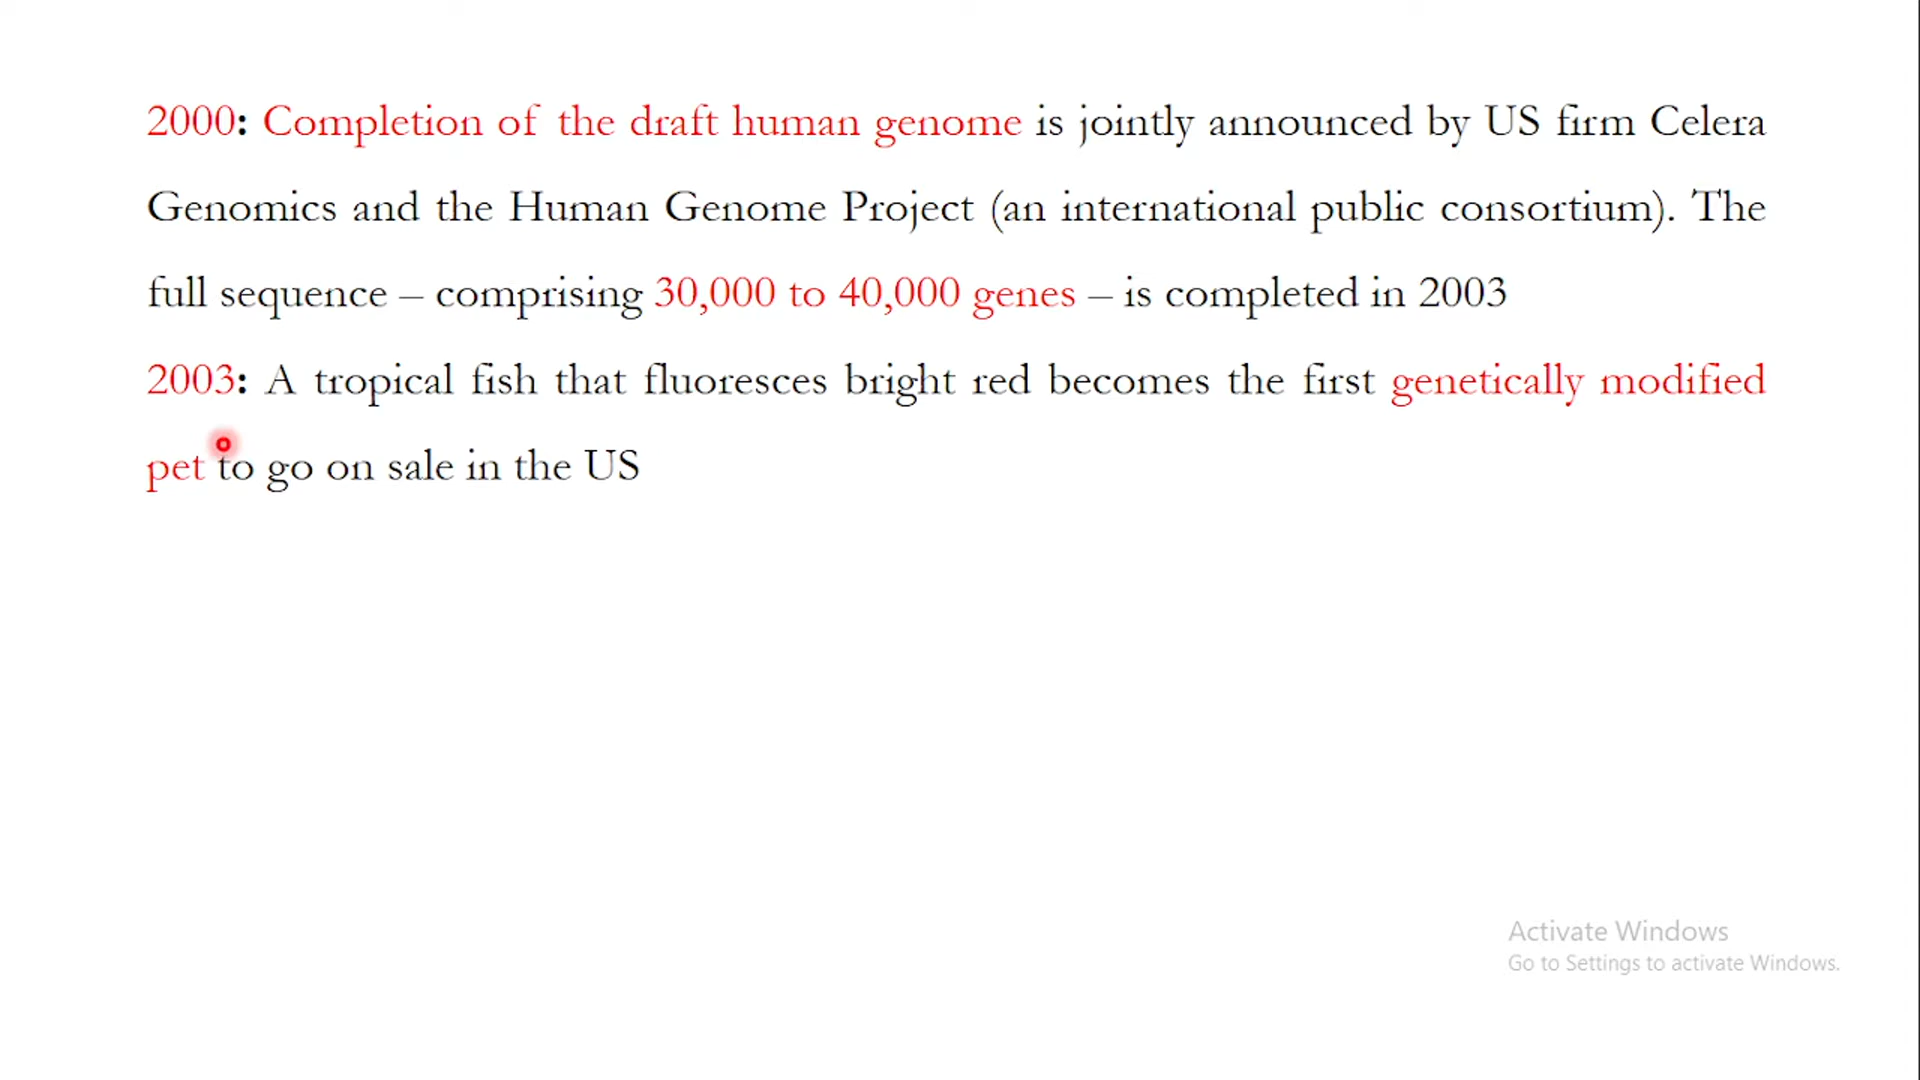 2000: Completion of the draft human genome is jointly announced by US firm Celera
Genomics and the Human Genome Project (an international public consortium). The
full sequence – comprising 30,000 to 40,000 genes – is completed in 2003
2003: A tropical fish that fluoresces bright red becomes the first genetically modified
pet to go on sale in the US
Activate Windows
Go to Settings to activate Windows.